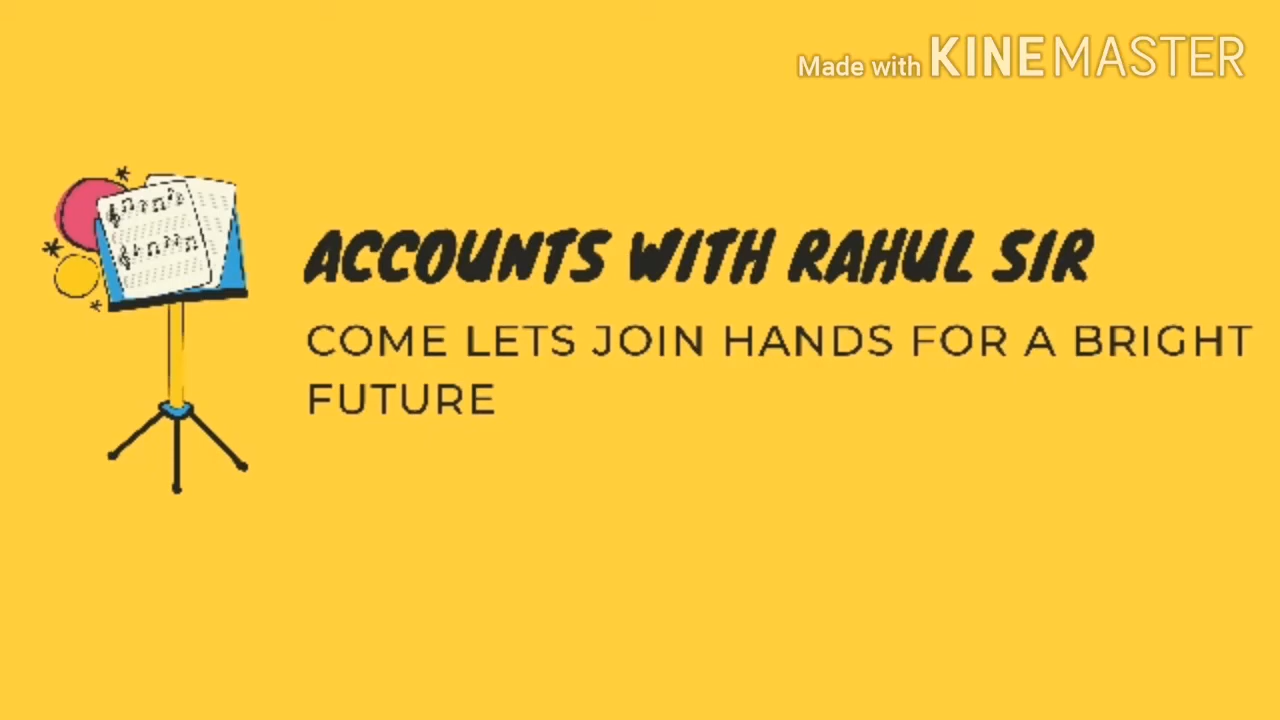 Made with KINEMASTER
ACCOUNTS WITH RAHUL SIR
COME LETS JOIN HANDS FOR A BRIGHT
FUTURE